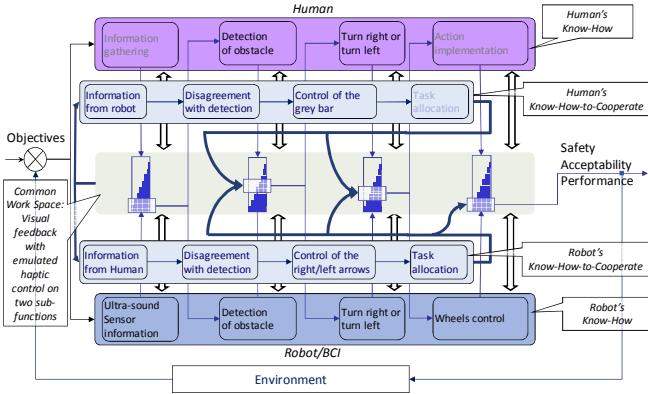 Human
Information
gathering
Detection
of obstacle
Turn right or
turn left
Action
implementation
Human's
Know-How
Information
from robot
Disagreement
with detection
Control of the
grey bar
Task
allocation
Human's
Know-How-to-Cooperate
Objectives
Safety
Acceptability
Performance
Common
Work Space:
Visual
feedback
with
emulated
haptic
control on
two sub-
functions
Information
from Human
Disagreement
with detection
Control of the
right/left arrows
Task
allocation
Robot's
Know-How-to-Cooperate
Ultra-sound
Sensor
information
Detection
of obstacle
Turn right or
turn left
Wheels control
Robot's
Know-How
Robot/BCI
Environment